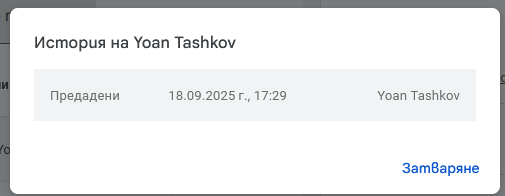 История на Yoan Tashkov
Предадени 18.09.2025 г., 17:29 Yoan Tashkov
Затваряне